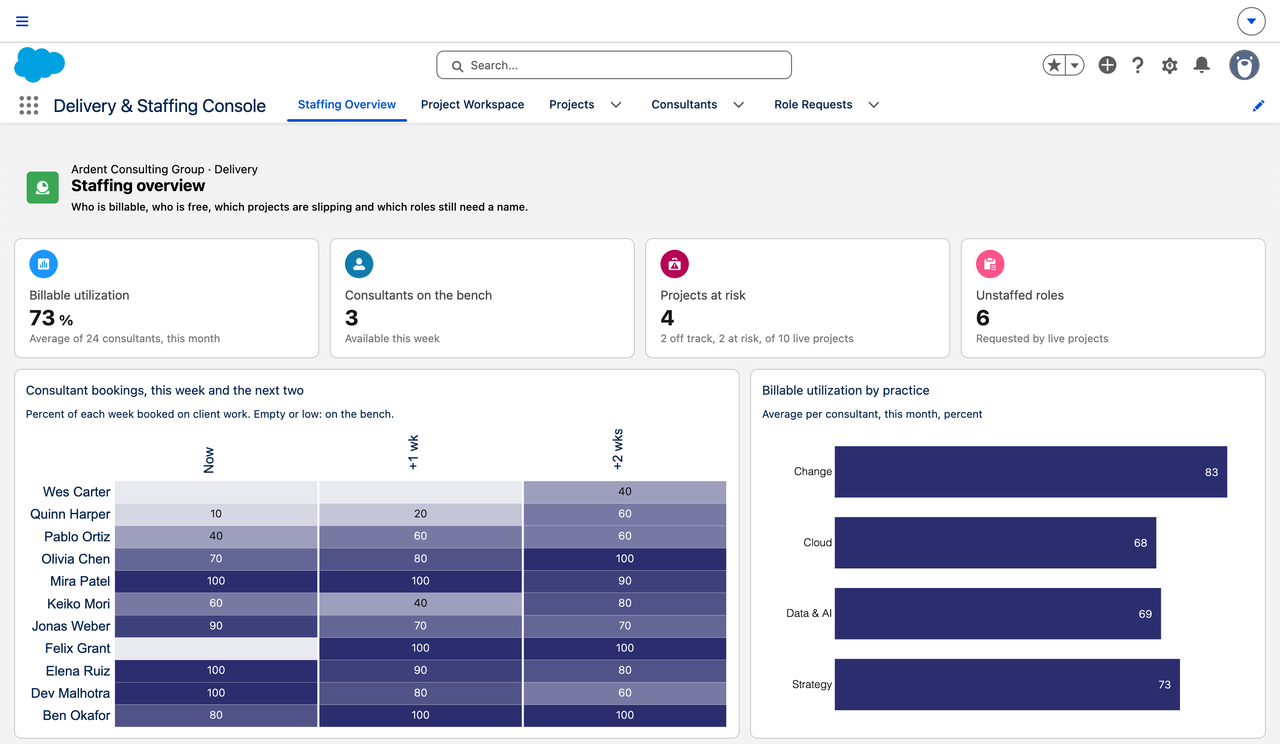 Search...
Delivery & Staffing Console
Staffing Overview
Project Workspace
Projects
Consultants
Role Requests
Ardent Consulting Group · Delivery
Staffing overview
Who is billable, who is free, which projects are slipping and which roles still need a name.
Billable utilization
73 %
Average of 24 consultants, this month
Consultants on the bench
3
Available this week
Projects at risk
4
2 off track, 2 at risk, of 10 live projects
Unstaffed roles
6
Requested by live projects
Consultant bookings, this week and the next two
Percent of each week booked on client work. Empty or low: on the bench.
Now +1 wk +2 wks
Wes Carter 40
Quinn Harper 10 20 60
Pablo Ortiz 40 60 60
Olivia Chen 70 80 100
Mira Patel 100 100 90
Keiko Mori 60 40 80
Jonas Weber 90 70 70
Felix Grant 100 100
Elena Ruiz 100 90 80
Dev Malhotra 100 80 60
Ben Okafor 80 100 100
Billable utilization by practice
Average per consultant, this month, percent
Change 83
Cloud 68
Data & AI 69
Strategy 73